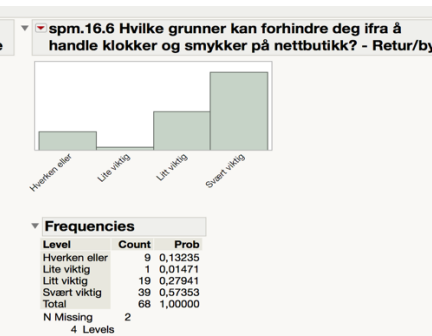 spm.16.6 Hvilke grunner kan forhindre deg ifra å
handle klokker og smykker på nettbutikk? - Retur/by
Hverken eller
Lite viktig
Litt viktig
Svært viktig
Frequencies
Level Count Prob
Hverken eller 9 0,13235
Lite viktig 1 0,01471
Litt viktig 19 0,27941
Svært viktig 39 0,57353
Total 68 1,00000
N Missing 2
4 Levels